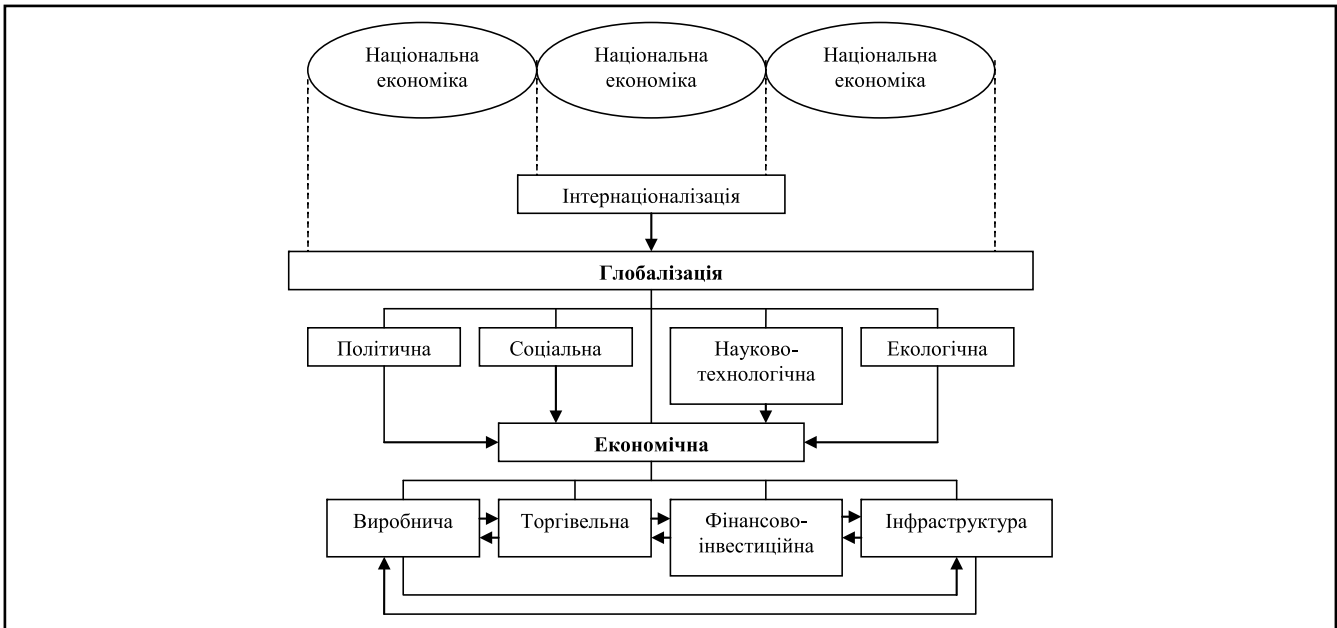 Національна
економіка
Національна
економіка
Національна
економіка
Інтернаціоналізація
Глобалізація
Політична
Соціальна
Науково-
технологічна
Екологічна
Економічна
Виробнича
Торгівельна
Фінансово-
інвестиційна
Інфраструктура